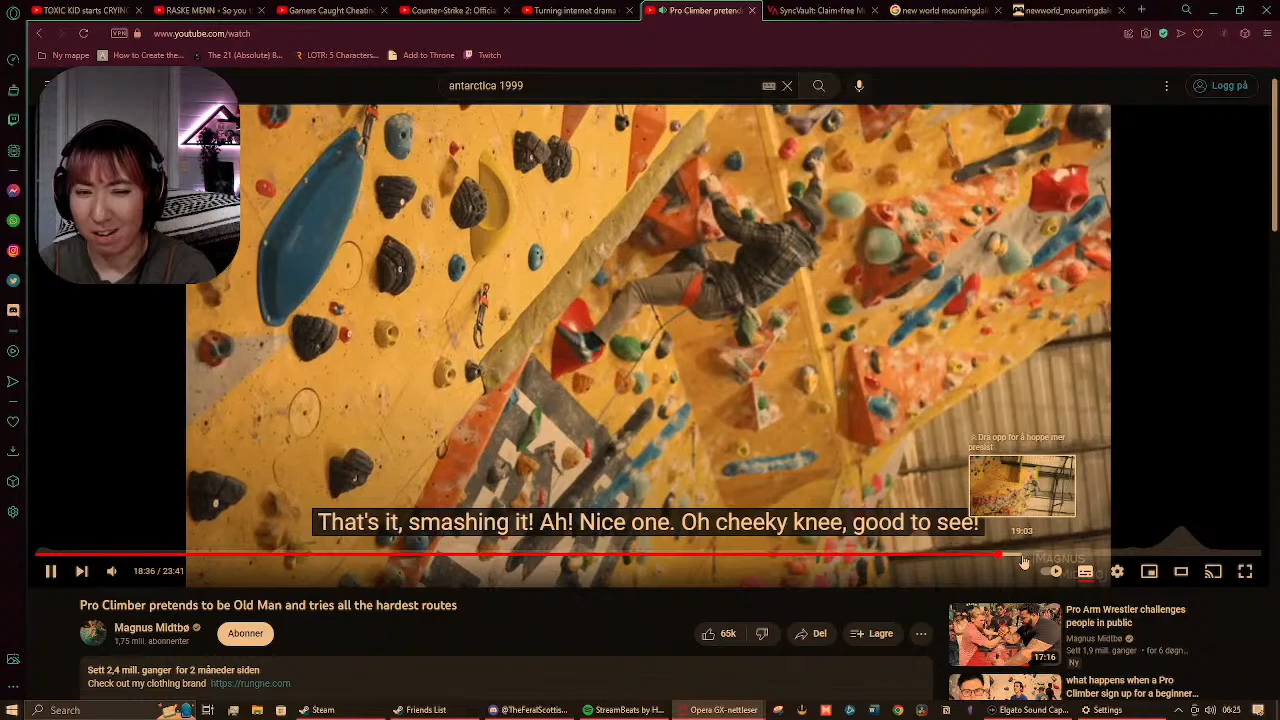 TOXIC KID starts CRYIN
RASKE MENN - So you
Gamers Caught Cheating
Counter-Strike 2: Officia
Turning internet drama
Pro Climber pretend
SyncVault: Claim-free Mu
new world mourningdal
newworld_mourningdal
VPN
www.youtube.com/watch
Ny mappe
How to Create the...
The 21 (Absolute) B...
LOTR: 5 Characters...
Add to Throne
Twitch
antarctica 1999
Logg på
Dra opp for å hoppe mer
presist
That's it, smashing it! Ah! Nice one. Oh cheeky knee, good to see!
19:03
MAGNUS
18:36 / 23:41
Pro Climber pretends to be Old Man and tries all the hardest routes
Magnus Midtbø
1,75 mill. abonnenter
Abonner
65k
Del
Lagre
Sett 2,4 mill. ganger for 2 måneder siden
Check out my clothing brand https://rungne.com
Pro Arm Wrestler challenges
people in public
Magnus Midtbø
Sett 1,9 mill. ganger • for 6 døgn...
Ny
17:16
what happens when a Pro
Climber sign up for a beginner...
Search
Steam
Friends List
@TheFeralScottis...
StreamBeats by H...
Opera GX-nettleser
Elgato Sound Capt
Settings
06:25